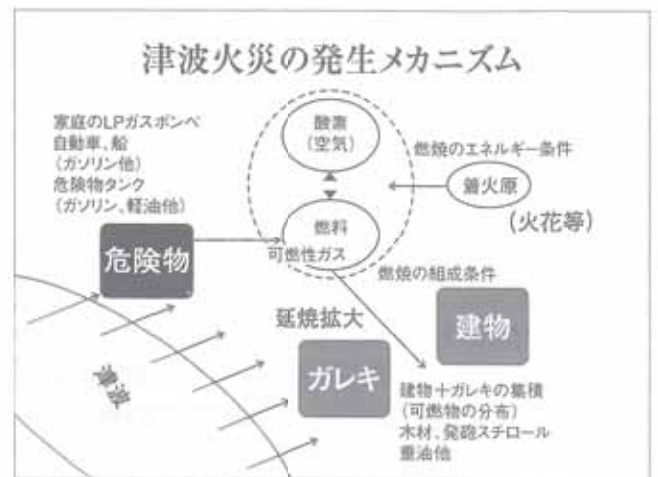 津波火災の発生メカニズム
家庭のLPガスボンベ
自動車、船
(ガソリン他)
危険物タンク
(ガソリン、軽油他)
危険物
酸素
(空気)
燃料
可燃性ガス
燃焼のエネルギー条件
着火原
(火花等)
燃焼の組成条件
延焼拡大
建物
ガレキ
建物+ガレキの集積
(可燃物の分布)
木材、発砲スチロール
重油他
津波